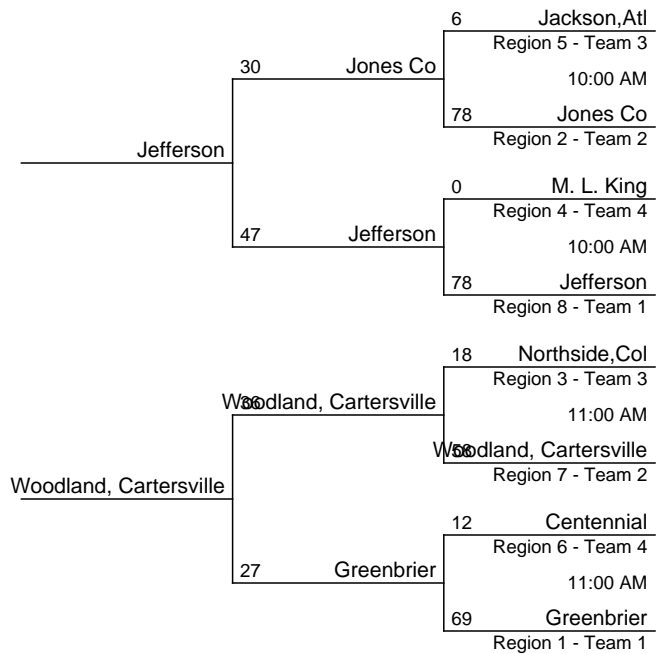 6 Jackson,Atl
Region 5 - Team 3
30 Jones Co
10:00 AM
78 Jones Co
Region 2 - Team 2
Jefferson
0 M. L. King
Region 4 - Team 4
47 Jefferson
10:00 AM
78 Jefferson
Region 8 - Team 1
18 Northside,Col
Region 3 - Team 3
36 Woodland, Cartersville
11:00 AM
Woodland, Cartersville
Region 7 - Team 2
Woodland, Cartersville
12 Centennial
Region 6 - Team 4
27 Greenbrier
11:00 AM
69 Greenbrier
Region 1 - Team 1